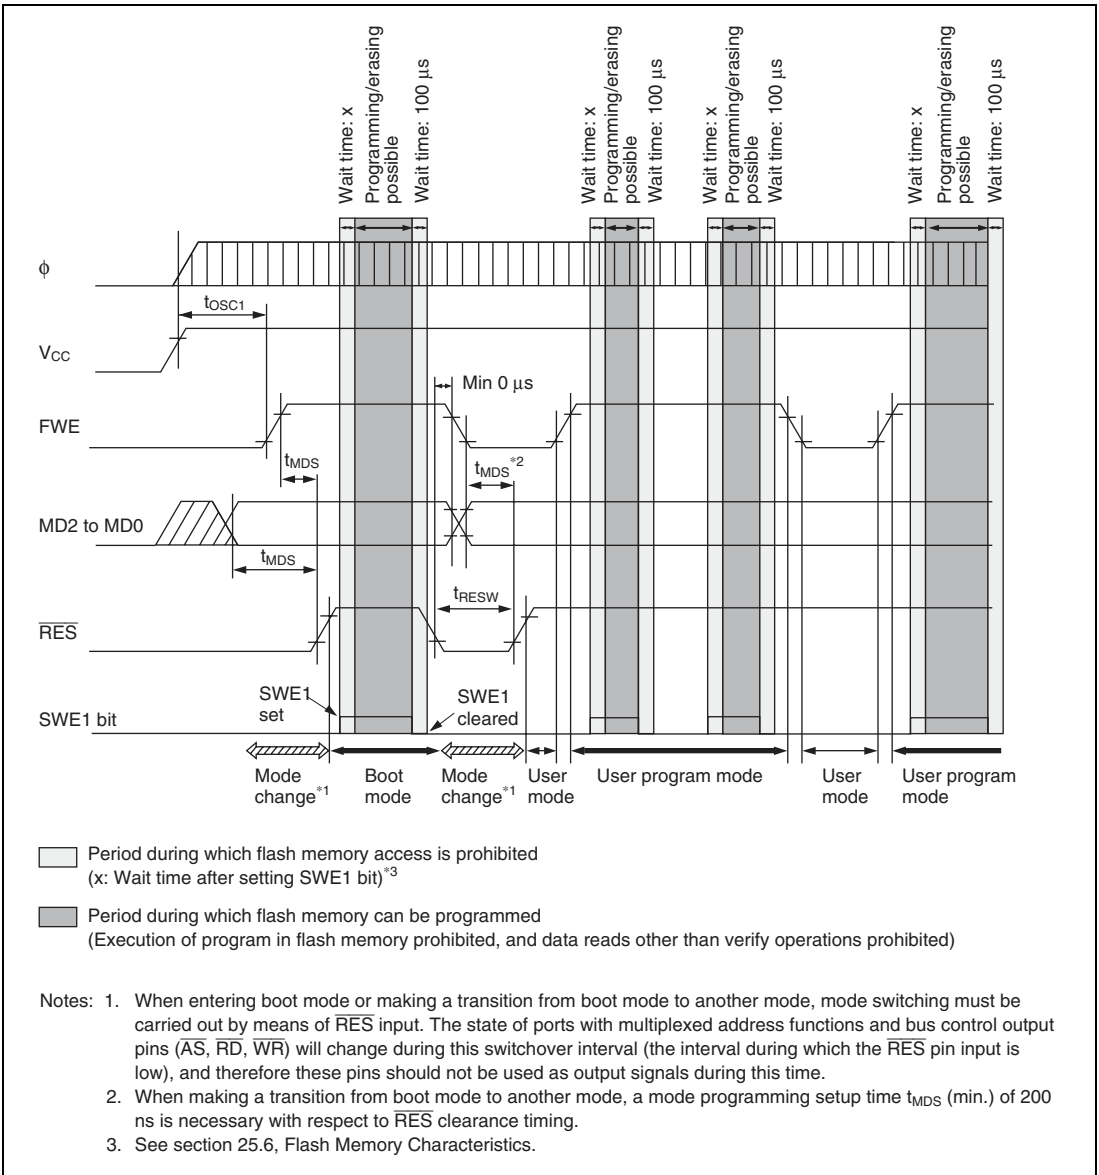 Wait time: x
Programming/erasing
possible
Wait time: 100 μs
Wait time: x
Programming/erasing
possible
Wait time: 100 μs
Wait time: x
Programming/erasing
possible
Wait time: 100 μs
Wait time: x
Programming/erasing
possible
Wait time: 100 μs
φ
tOSC1
VCC
Min 0 μs
FWE
tMDS
tMDS*2
MD2 to MD0
tMDS
tRESW
RES
SWE1
set
SWE1
cleared
SWE1 bit
Mode
change*1
Boot
mode
Mode
change*1
User
mode
User program mode
User
mode
User program
mode
Period during which flash memory access is prohibited
(x: Wait time after setting SWE1 bit)*3
Period during which flash memory can be programmed
(Execution of program in flash memory prohibited, and data reads other than verify operations prohibited)
Notes: 1. When entering boot mode or making a transition from boot mode to another mode, mode switching must be
carried out by means of RES input. The state of ports with multiplexed address functions and bus control output
pins (AS, RD, WR) will change during this switchover interval (the interval during which the RES pin input is
low), and therefore these pins should not be used as output signals during this time.
2. When making a transition from boot mode to another mode, a mode programming setup time tMDS (min.) of 200
ns is necessary with respect to RES clearance timing.
3. See section 25.6, Flash Memory Characteristics.